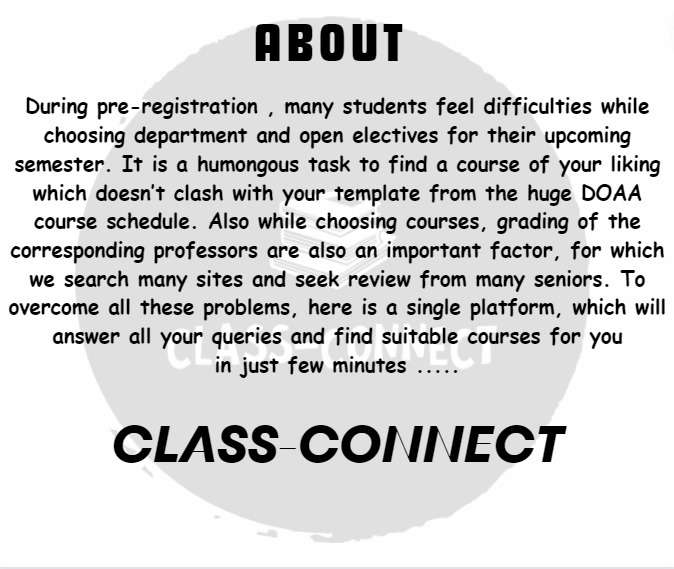 ABOUT
During pre-registration , many students feel difficulties while
choosing department and open electives for their upcoming
semester. It is a humongous task to find a course of your liking
which doesn't clash with your template from the huge DOAA
course schedule. Also while choosing courses, grading of the
corresponding professors are also an important factor, for which
we search many sites and seek review from many seniors. To
overcome all these problems, here is a single platform, which will
answer all your queries and find suitable courses for you
CLASS-CONNECT
in just few minutes .....
CLASS-CONNECT